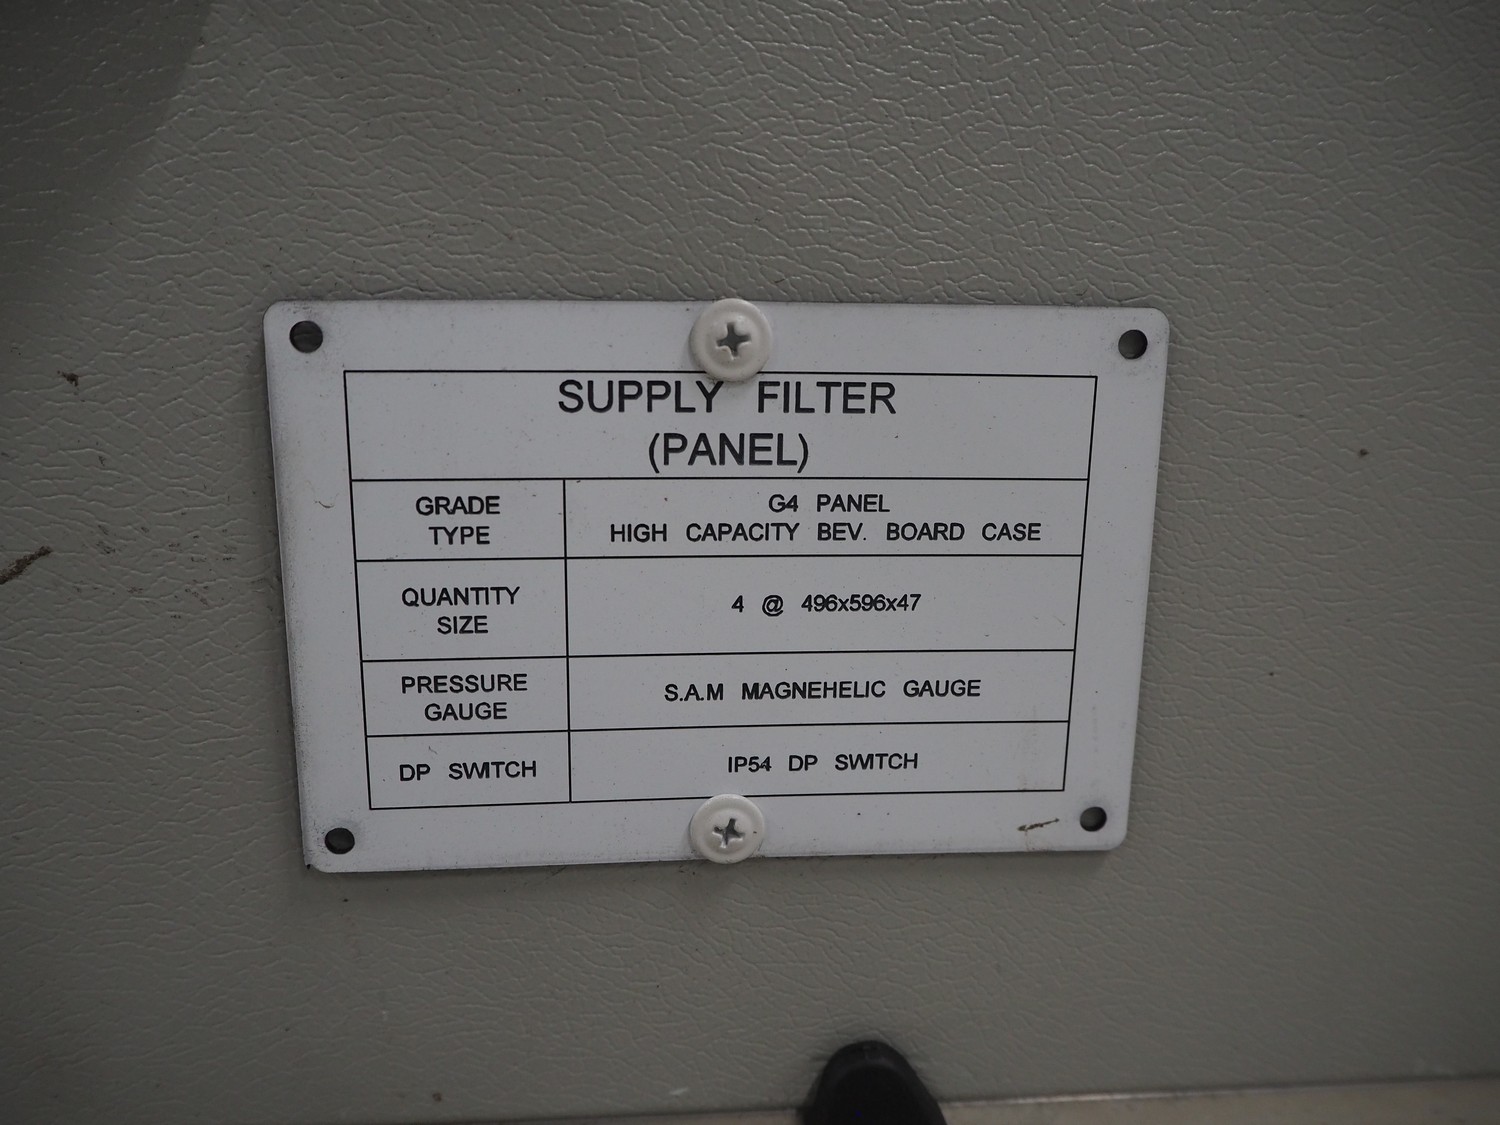 SUPPLY FILTER
(PANEL)
GRADE
TYPE
G4 PANEL
HIGH CAPACITY BEV. BOARD CASE
QUANTITY
SIZE
4 @ 496x596x47
PRESSURE
GAUGE
S.A.M MAGNEHELIC GAUGE
DP SWITCH
IP54 DP SWITCH